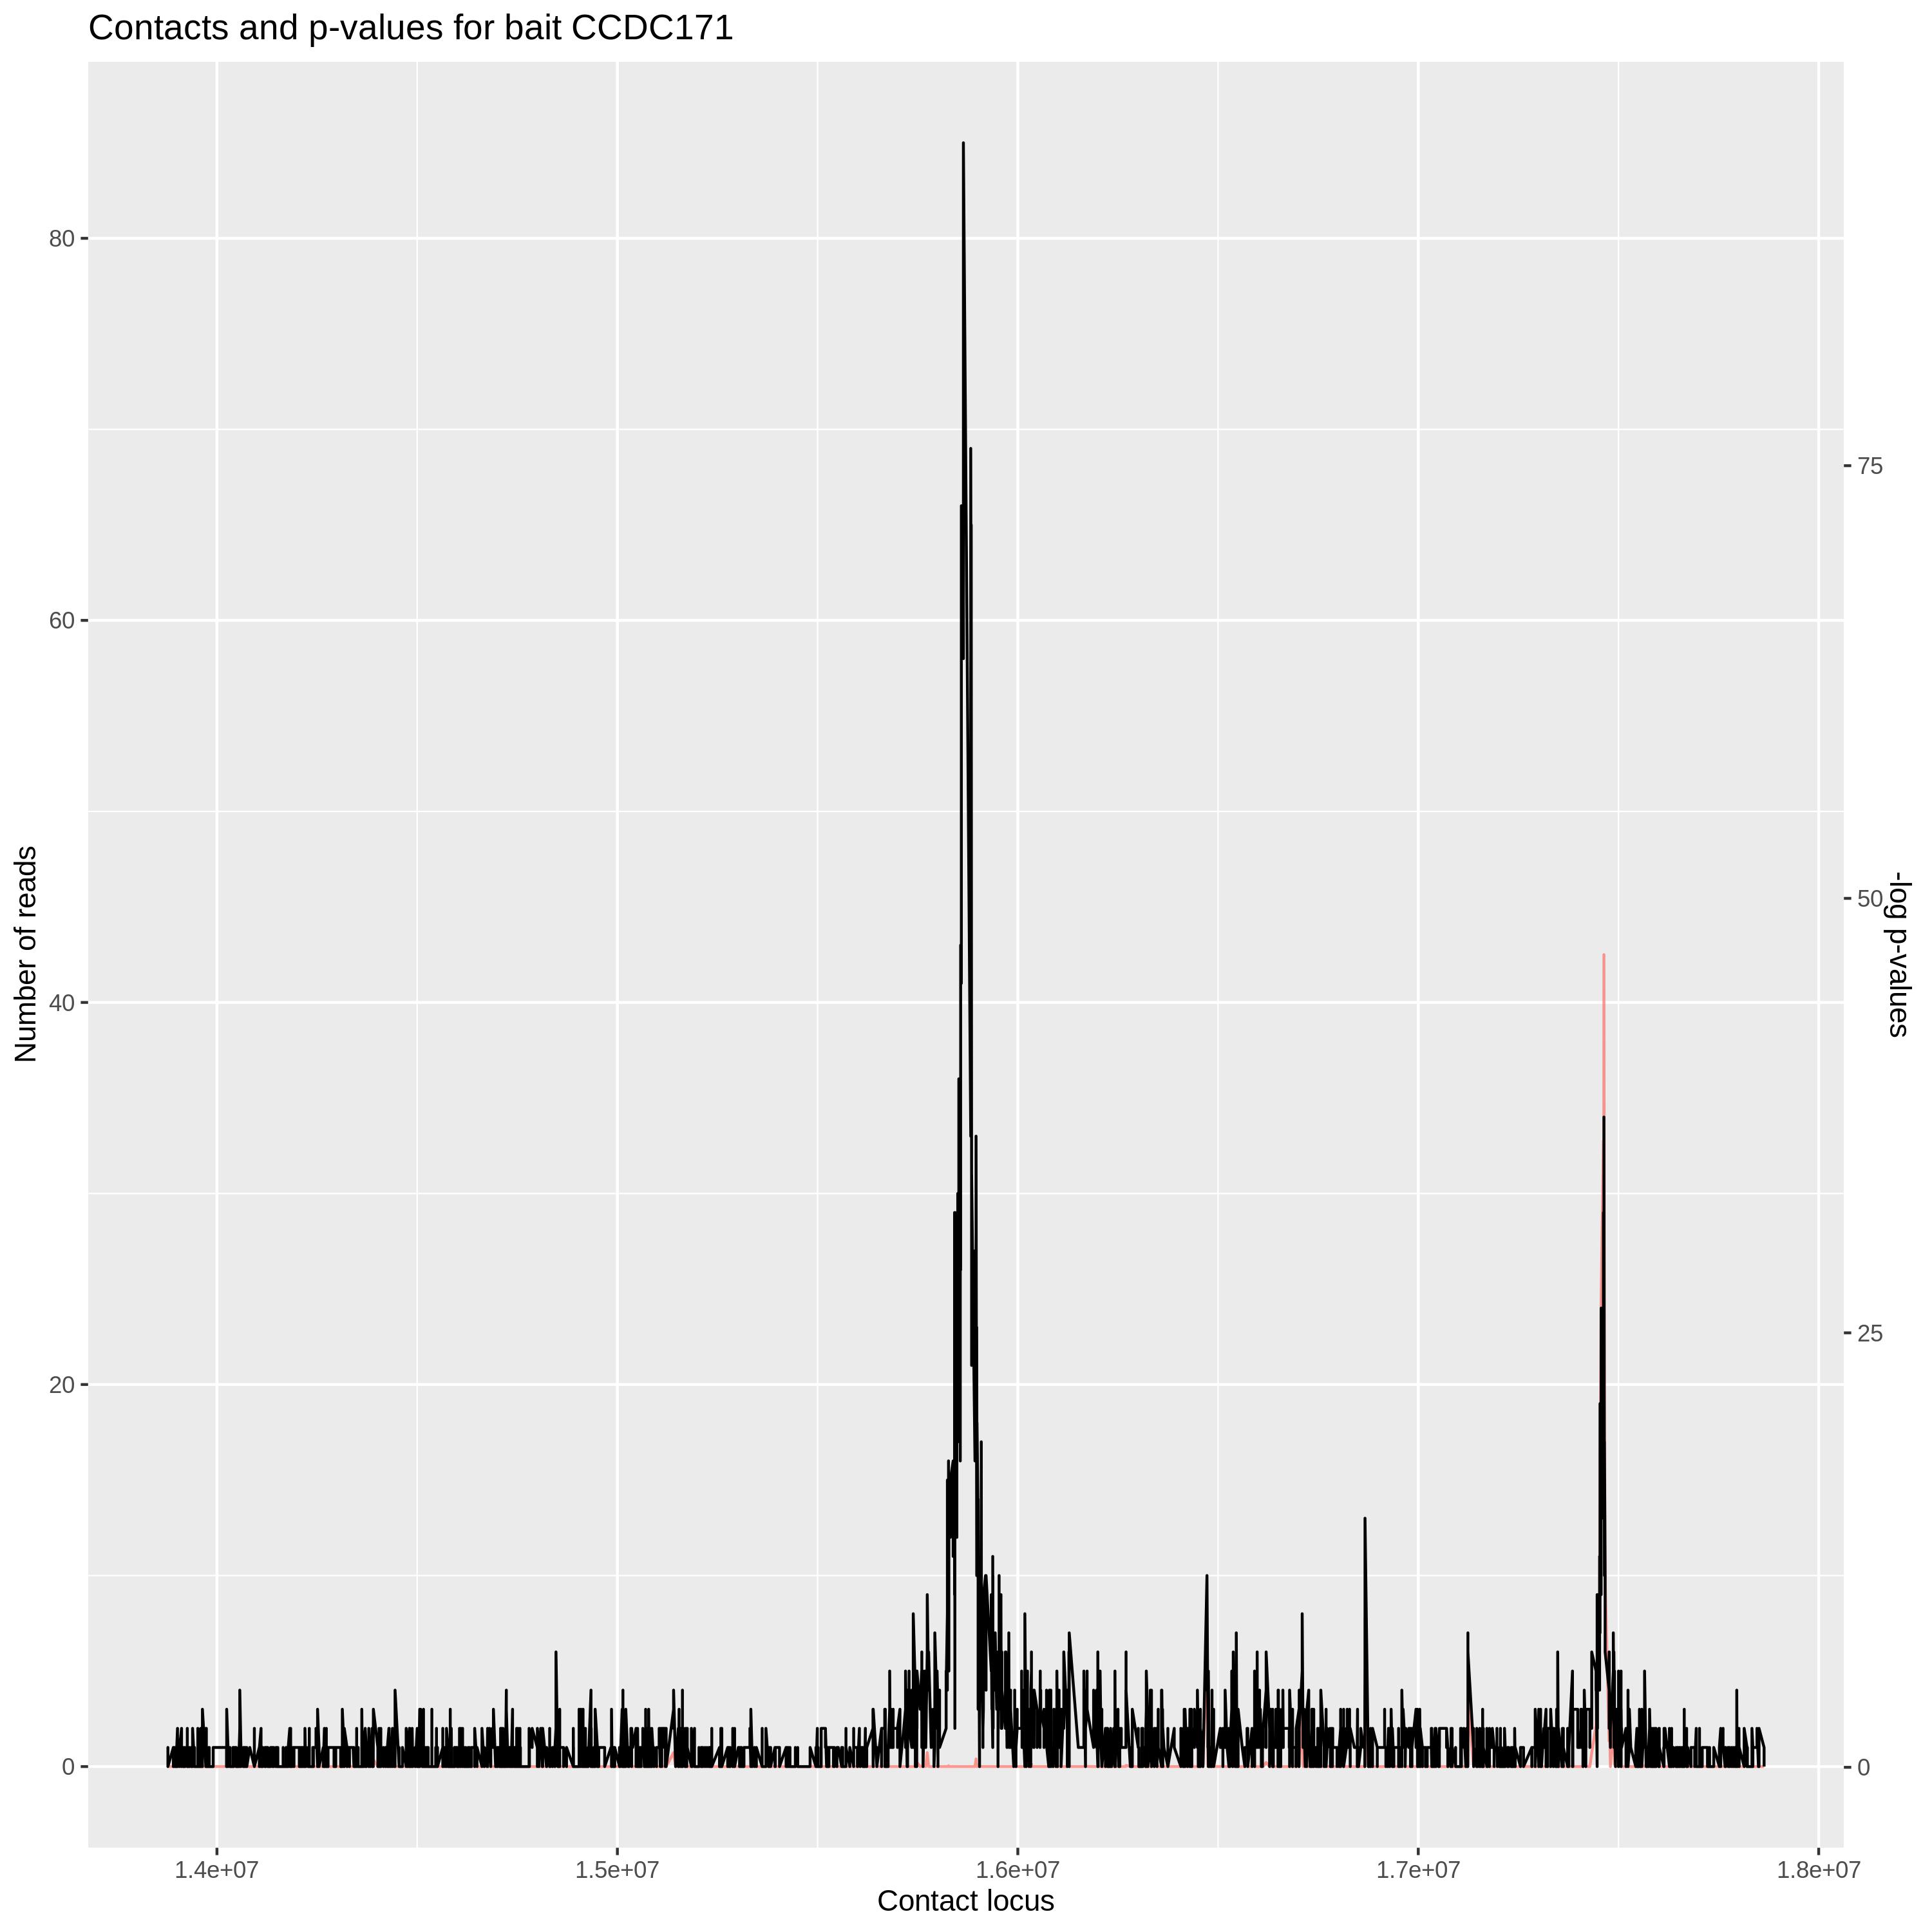 Contacts and p-values for bait CCDC171
80
60
40
20
0
Number of reads
75
50
25
0
-log p-values
1.4e+07
1.5e+07
1.6e+07
1.7e+07
1.8e+07
Contact locus